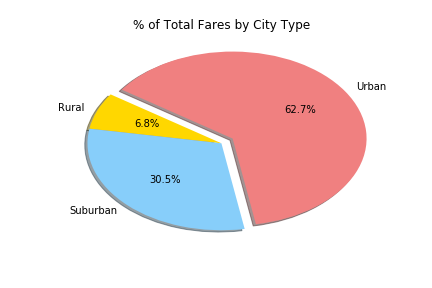 % of Total Fares by City Type
Urban
62.7%
Rural
6.8%
30.5%
Suburban